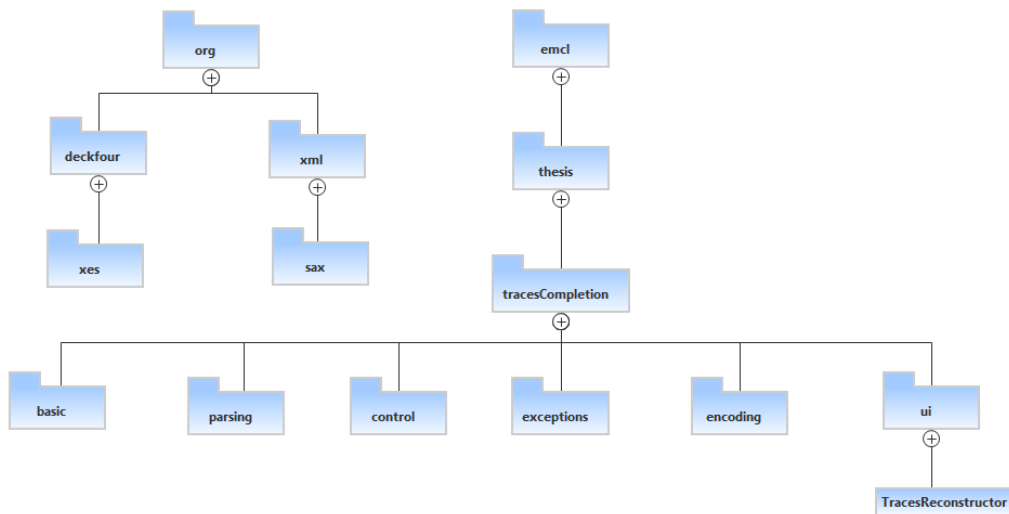 org
emcl
deckfour
xml
thesis
xes
sax
tracesCompletion
basic
parsing
control
exceptions
encoding
ui
TracesReconstructor